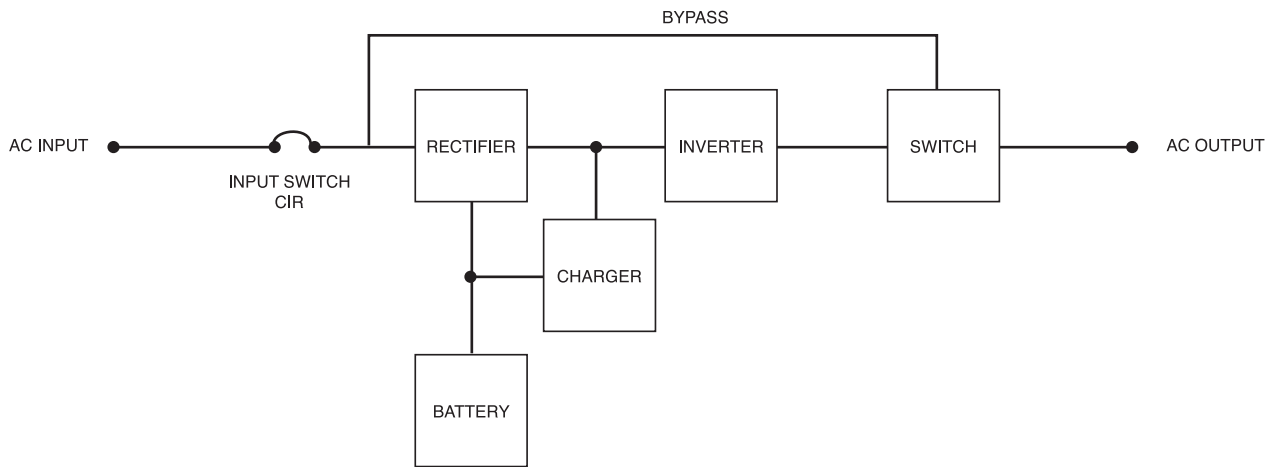 BYPASS
AC INPUT
RECTIFIER
INVERTER
SWITCH
AC OUTPUT
INPUT SWITCH
CIR
CHARGER
BATTERY